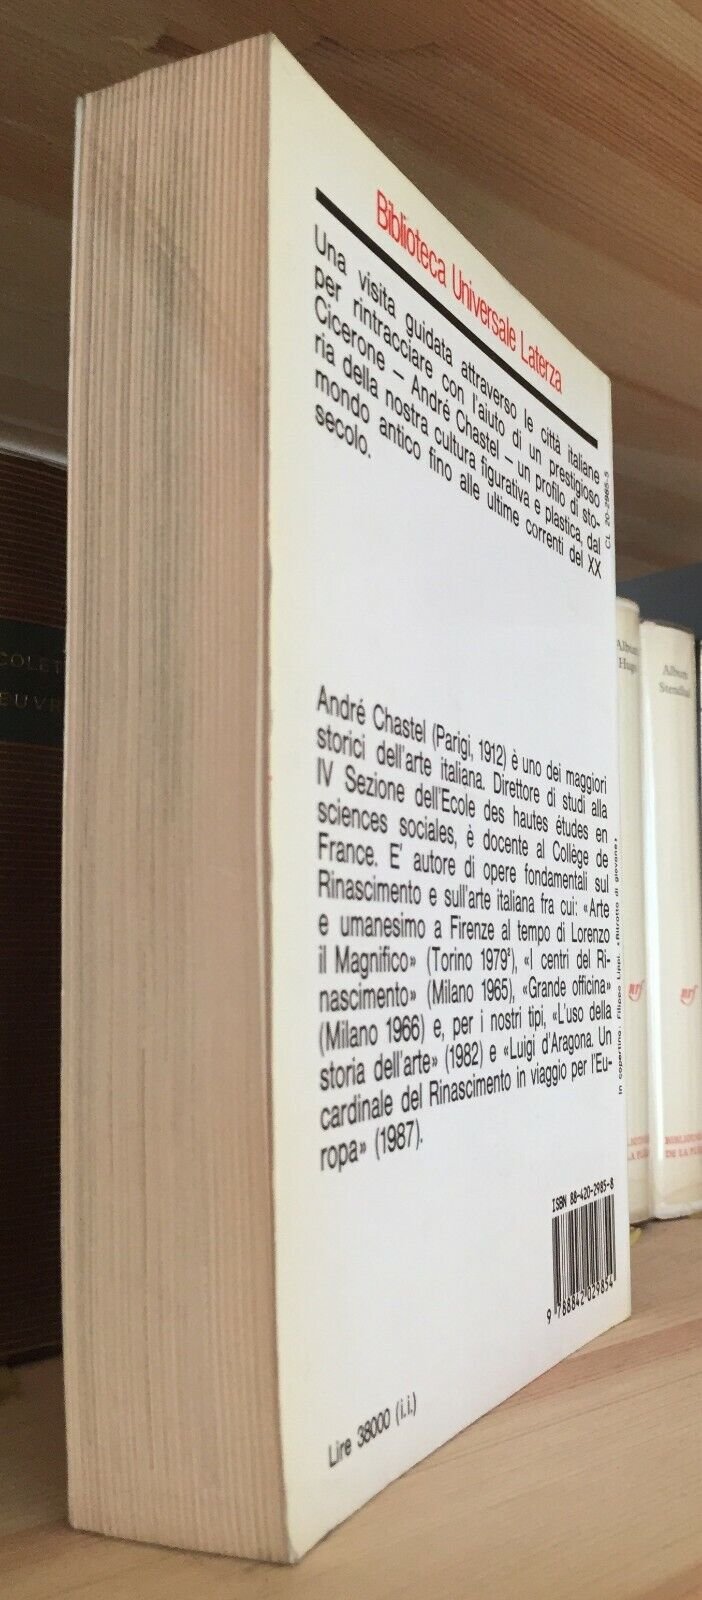 Biblioteca Universale Laterza
Una visita guidata attraverso le città italiane
per rintracciare con l'aiuto di un prestigioso
Cicerone – André Chastel – un profilo di sto-
ria della nostra cultura figurativa e plastica, dal
mondo antico fino alle ultime correnti del XX
secolo.
CL 20-2985-5
André Chastel (Parigi, 1912) è uno dei maggiori
storici dell'arte italiana. Direttore di studi alla
IV Sezione dell'Ecole des hautes études en
sciences sociales, è docente al Collège de
France. E' autore di opere fondamentali sul
Rinascimento e sull'arte italiana fra cui: «Arte
e umanesimo a Firenze al tempo di Lorenzo
il Magnifico» (Torino 1979²), «I centri del Ri-
nascimento» (Milano 1965), «Grande officina»
(Milano 1966) e, per i nostri tipi, «L'uso della
storia dell'arte» (1982) e «Luigi d'Aragona. Un
cardinale del Rinascimento in viaggio per l'Eu-
ropa» (1987).
In copertina: Filippo Lippi, «Ritratto di giovane»
ISBN 88-420-2985-8
9 788842 029854
Lire 38000 (i.i.)
COLET
EUVR
Album
Hugo
nrf
Album
Stendhal
nrf
DE LA